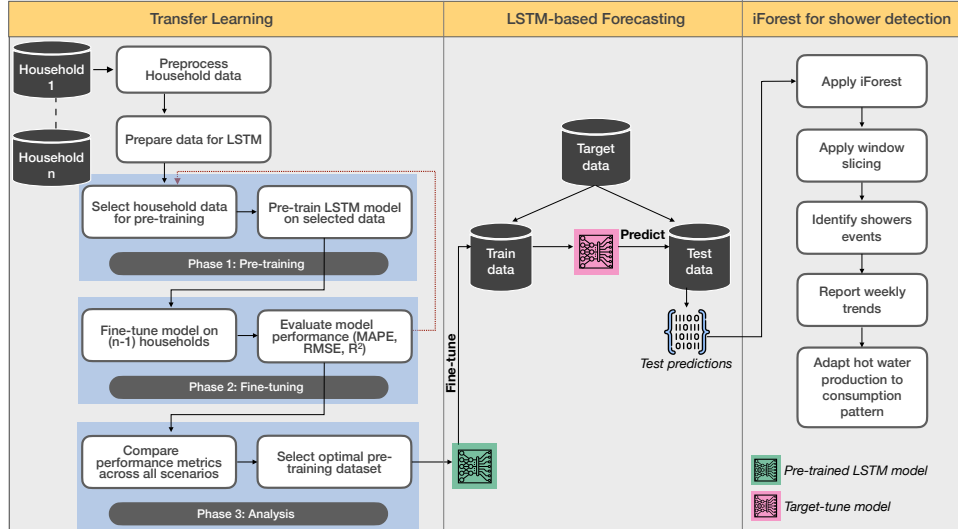 Transfer Learning
LSTM-based Forecasting
iForest for shower detection
Household
1
Preprocess
Household data
Household
n
Prepare data for LSTM
Select household data
for pre-training
Pre-train LSTM model
on selected data
Phase 1: Pre-training
Fine-tune model on
(n-1) households
Evaluate model
performance (MAPE,
RMSE, R²)
Phase 2: Fine-tuning
Compare
performance metrics
across all scenarios
Select optimal pre-
training dataset
Phase 3: Analysis
Fine-tune
Target
data
Train
data
Predict
Test
data
11100
110111
01011
Test predictions
Apply iForest
Apply window
slicing
Identify showers
events
Report weekly
trends
Adapt hot water
production to
consumption
pattern
Pre-trained LSTM model
Target-tune model